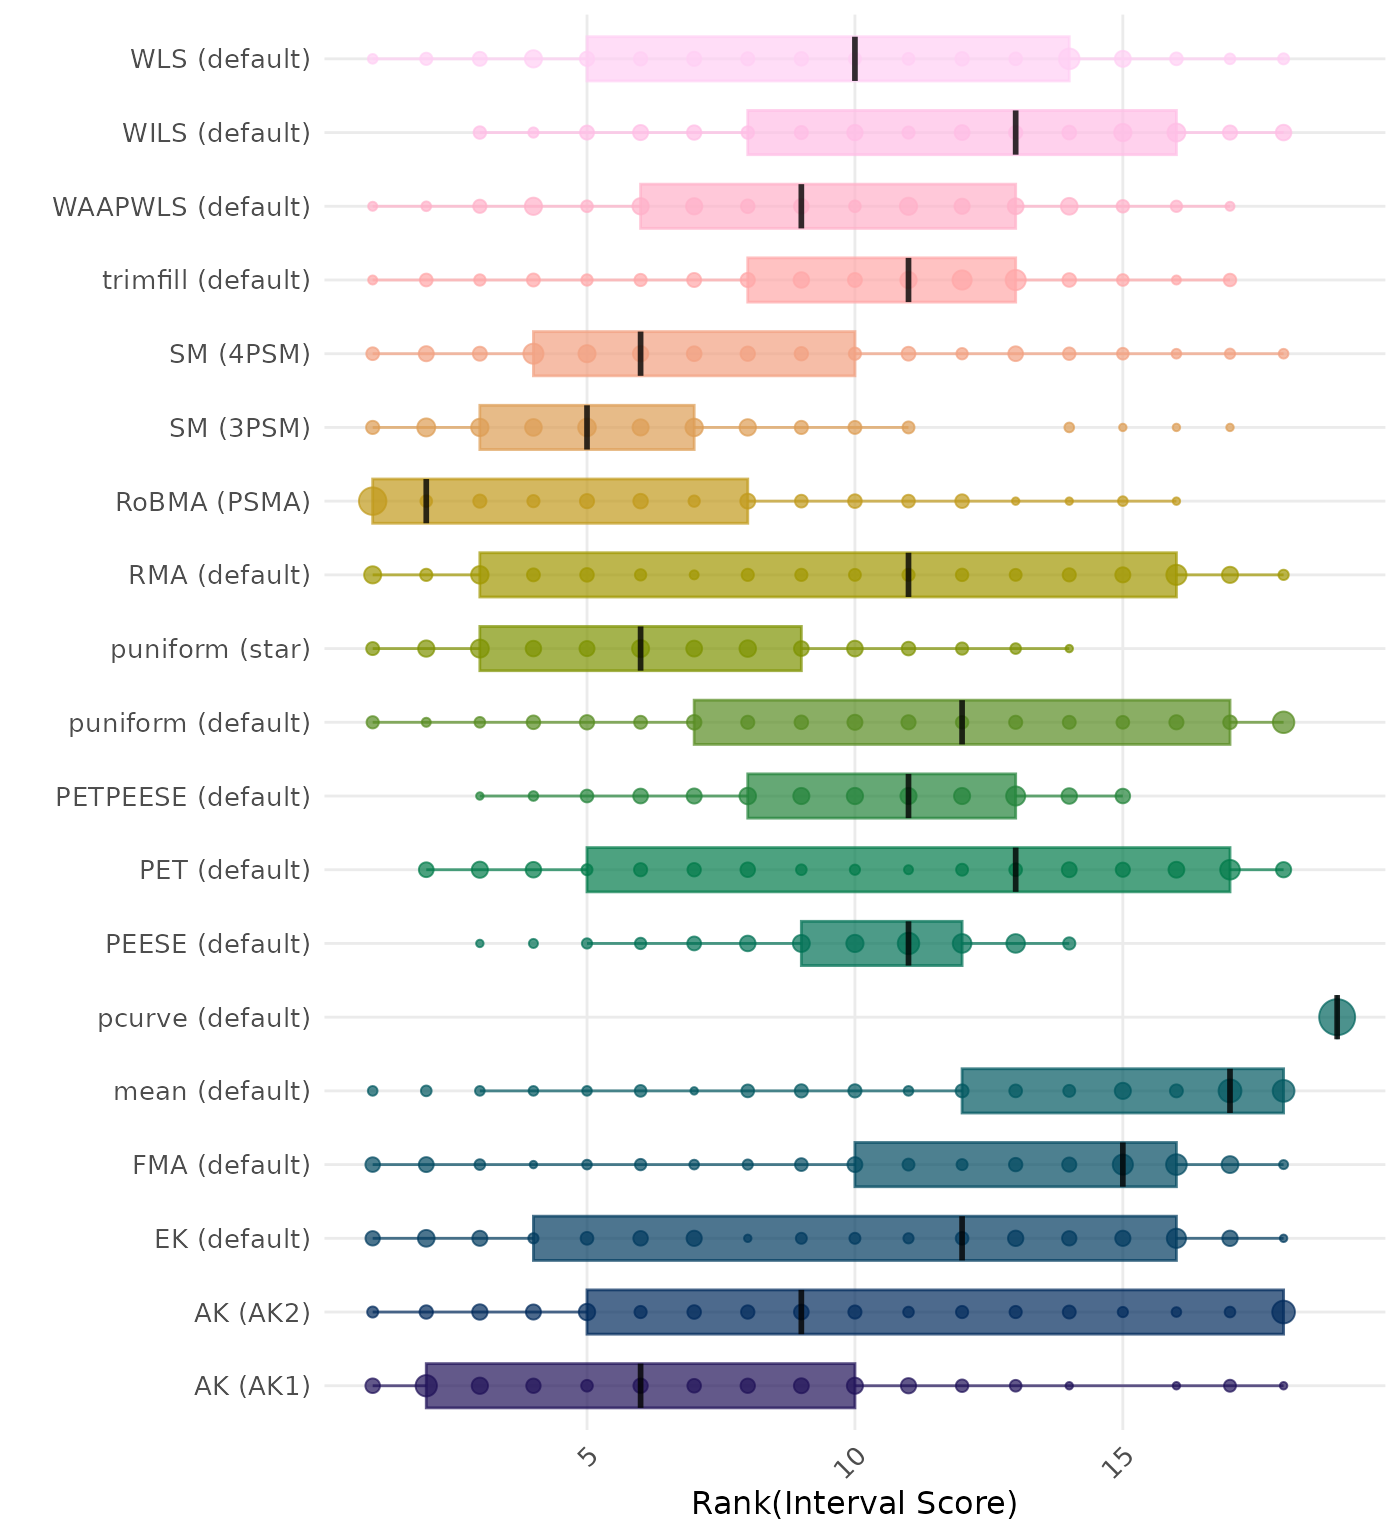 WLS (default)
WILS (default)
WAAPWLS (default)
trimfill (default)
SM (4PSM)
SM (3PSM)
RoBMA (PSMA)
RMA (default)
puniform (star)
puniform (default)
PETPEESE (default)
PET (default)
PEESE (default)
pcurve (default)
mean (default)
FMA (default)
EK (default)
AK (AK2)
AK (AK1)
5 10 15
Rank(Interval Score)